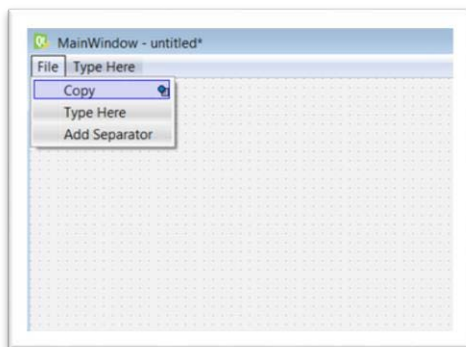 MainWindow - untitled*
File Type Here
Copy
Type Here
Add Separator